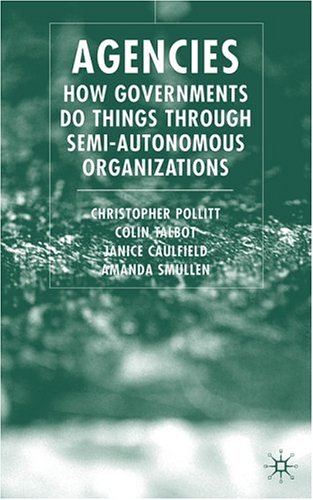 AGENCIES
HOW GOVERNMENTS
DO THINGS THROUGH
SEMI-AUTONOMOUS
ORGANIZATIONS
CHRISTOPHER POLLITT
COLIN TALBOT
JANICE CAULFIELD
AMANDA SMULLEN